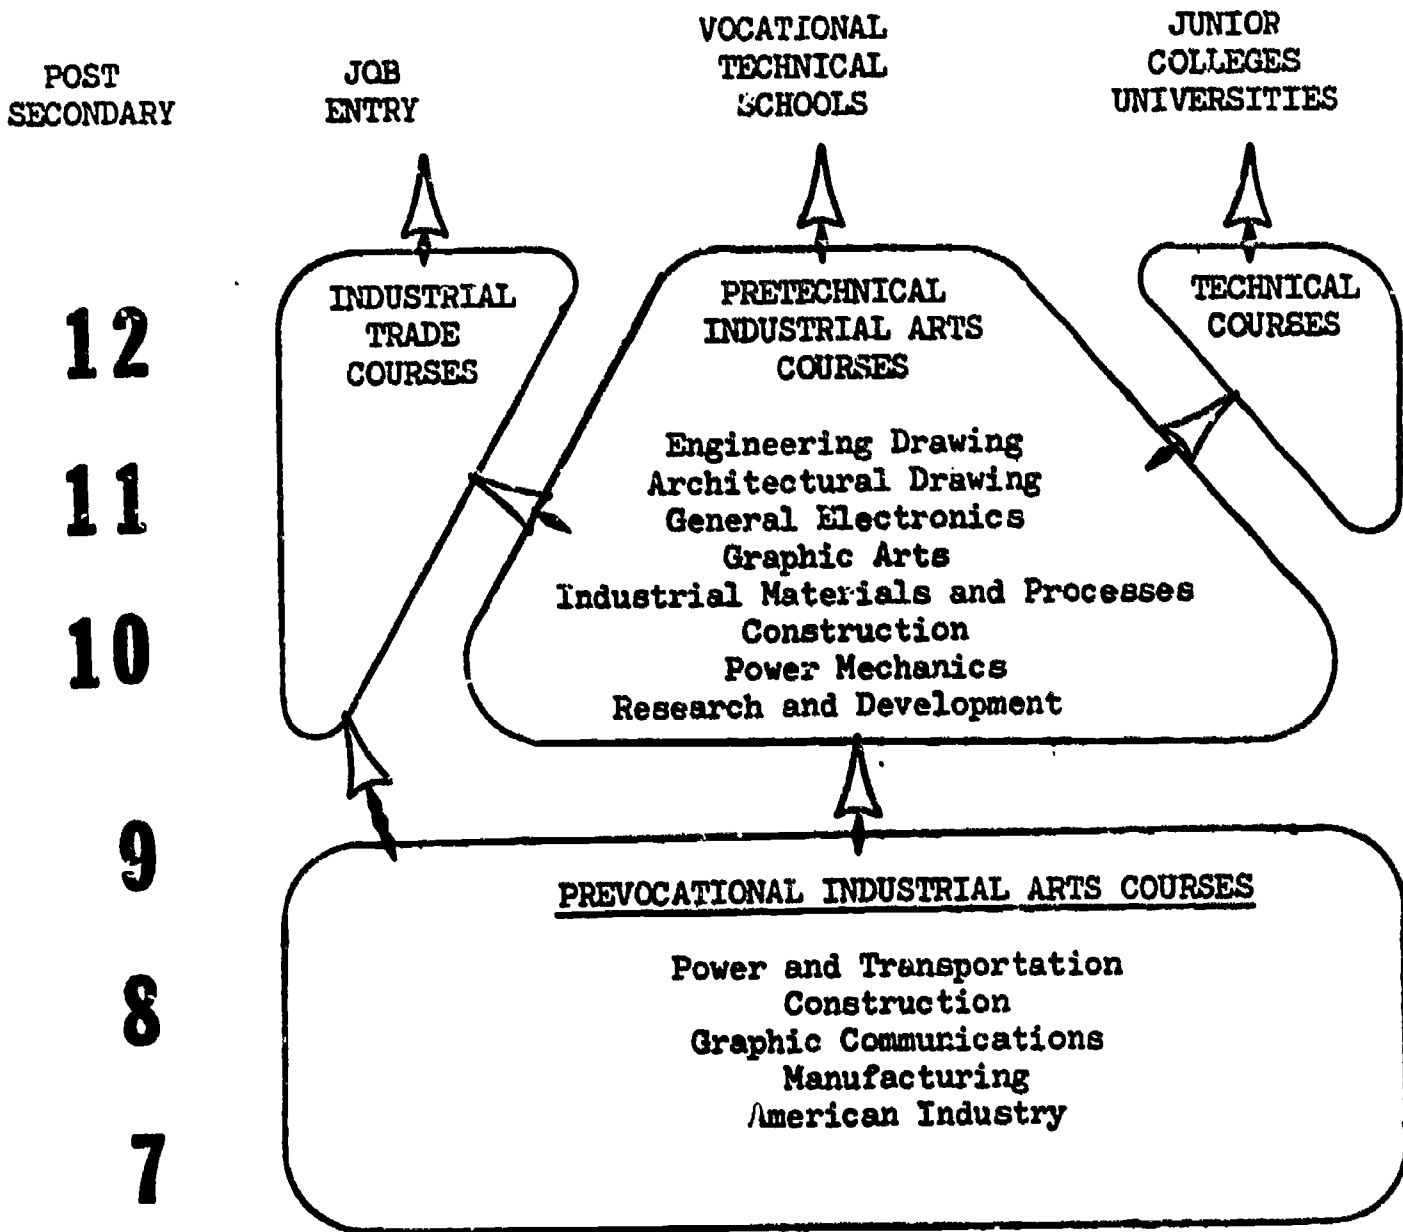 POST
SECONDARY
JOB
ENTRY
VOCATIONAL
TECHNICAL
SCHOOLS
JUNIOR
COLLEGES
UNIVERSITIES
12
11
10
9
8
7
INDUSTRIAL
TRADE
COURSES
PRETECHNICAL
INDUSTRIAL ARTS
COURSES
Engineering Drawing
Architectural Drawing
General Electronics
Graphic Arts
Industrial Materials and Processes
Construction
Power Mechanics
Research and Development
TECHNICAL
COURSES
PREVOCATIONAL INDUSTRIAL ARTS COURSES
Power and Transportation
Construction
Graphic Communications
Manufacturing
American Industry